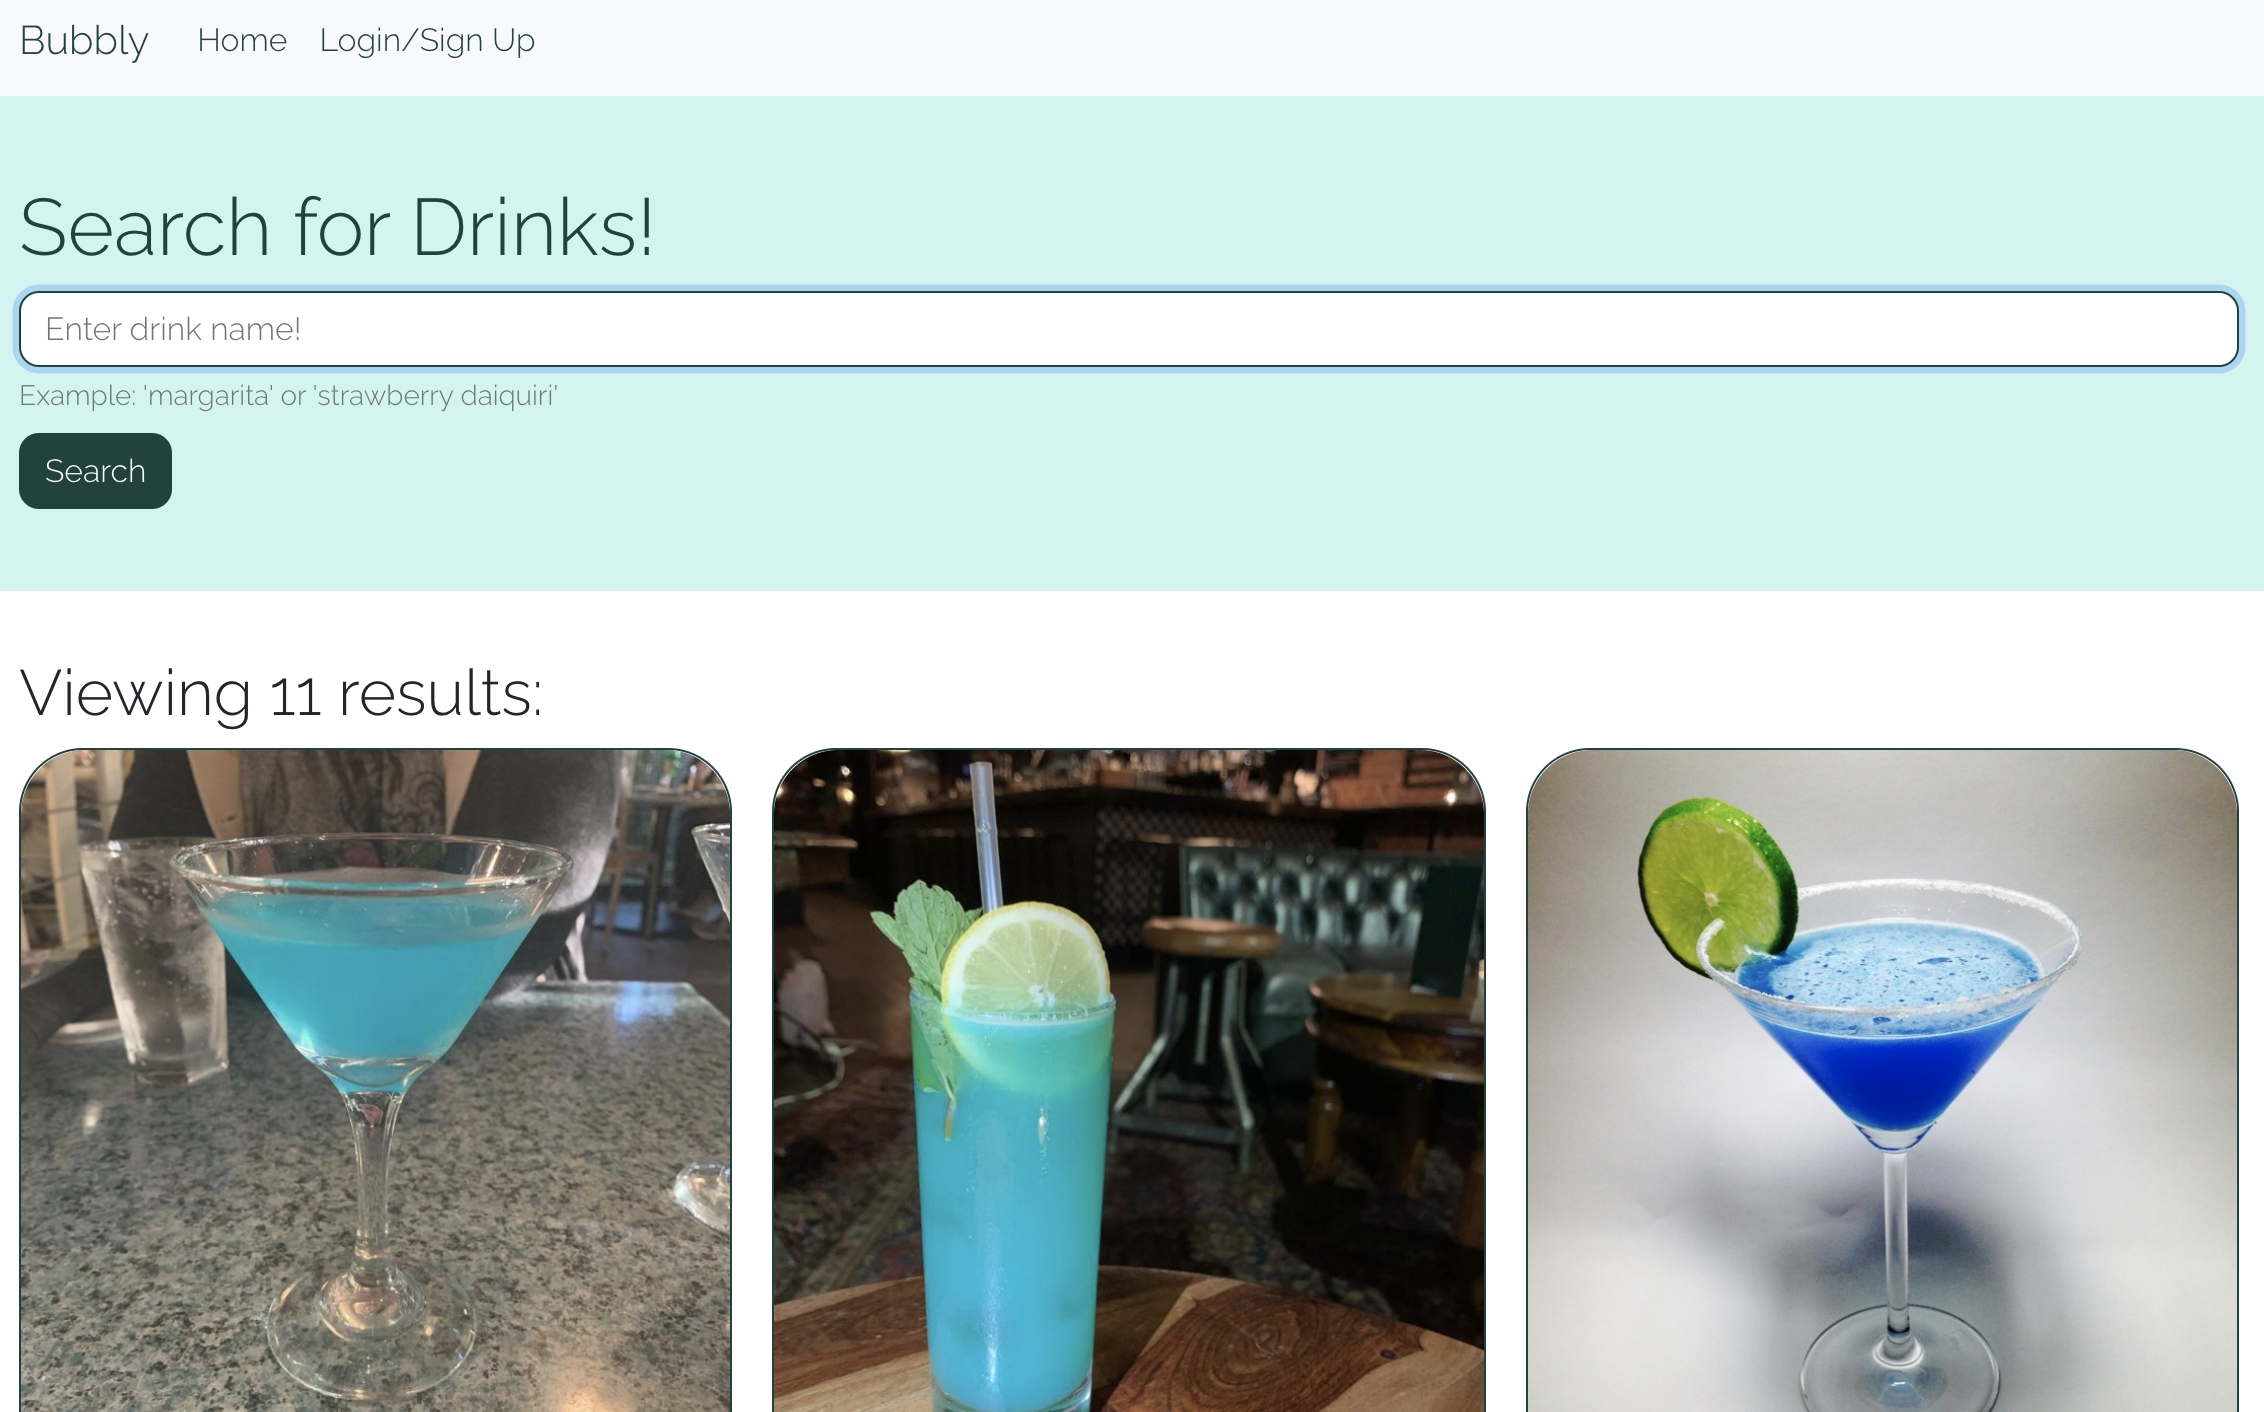 Bubbly Home Login/Sign Up
Search for Drinks!
Enter drink name!
Example: 'margarita' or 'strawberry daiquiri'
Search
Viewing 11 results: